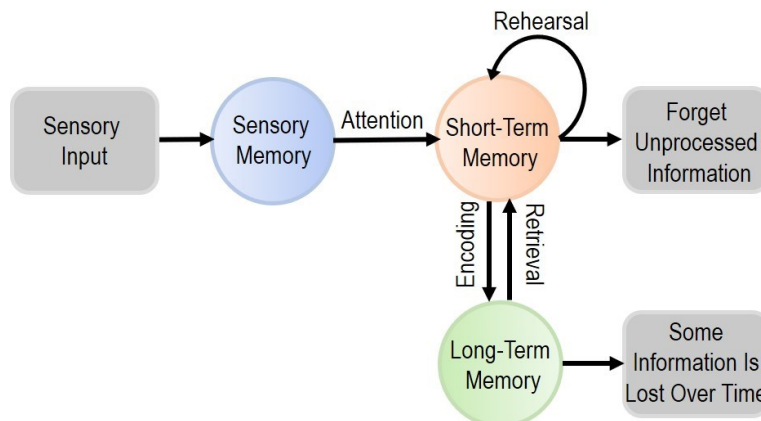 Rehearsal
Sensory
Input
Sensory
Memory
Attention
Short-Term
Memory
Forget
Unprocessed
Information
Encoding
Retrieval
Long-Term
Memory
Some
Information Is
Lost Over Time